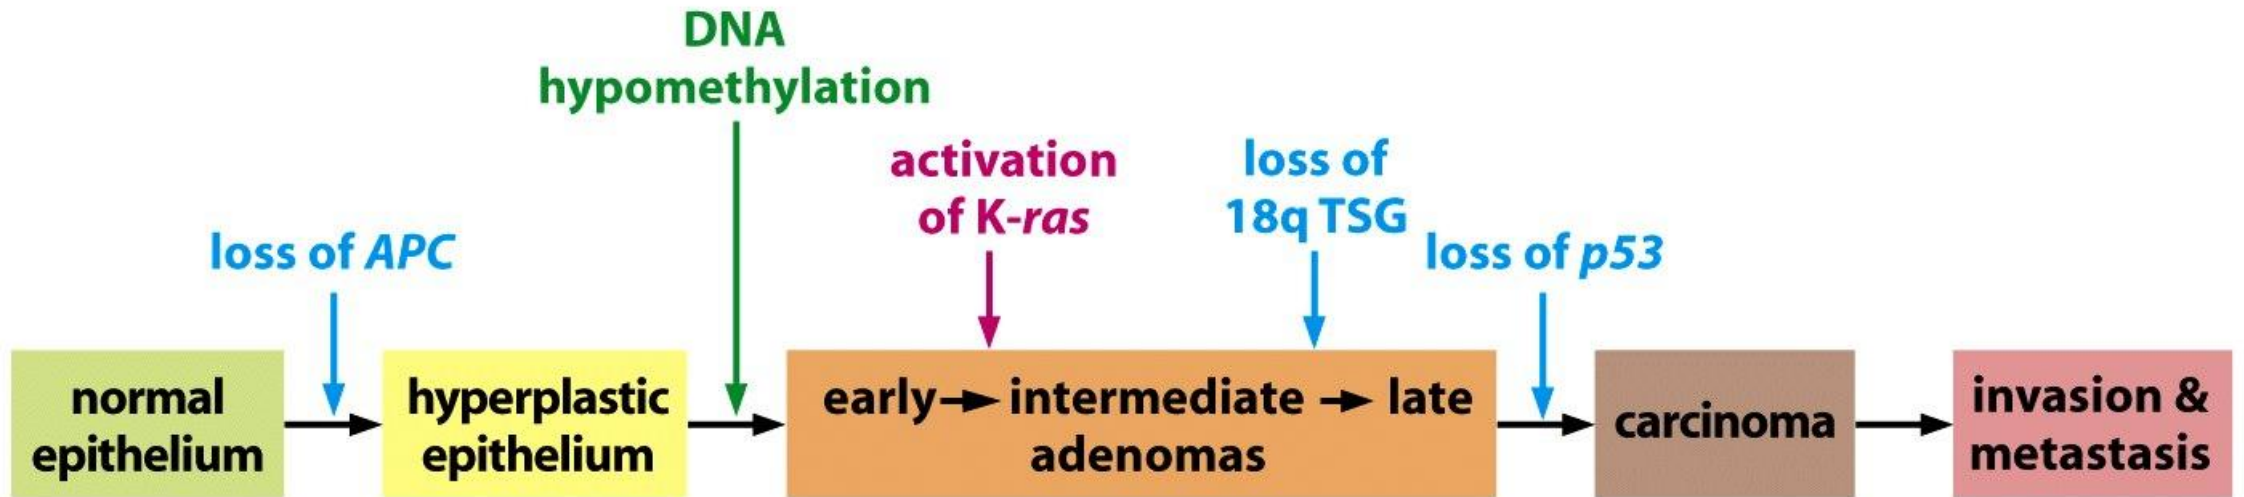 DNA
hypomethylation
activation
of K-ras
loss of
18q TSG
loss of APC
loss of p53
normal
epithelium
hyperplastic
epithelium
early intermediate late
adenomas
carcinoma
invasion &
metastasis